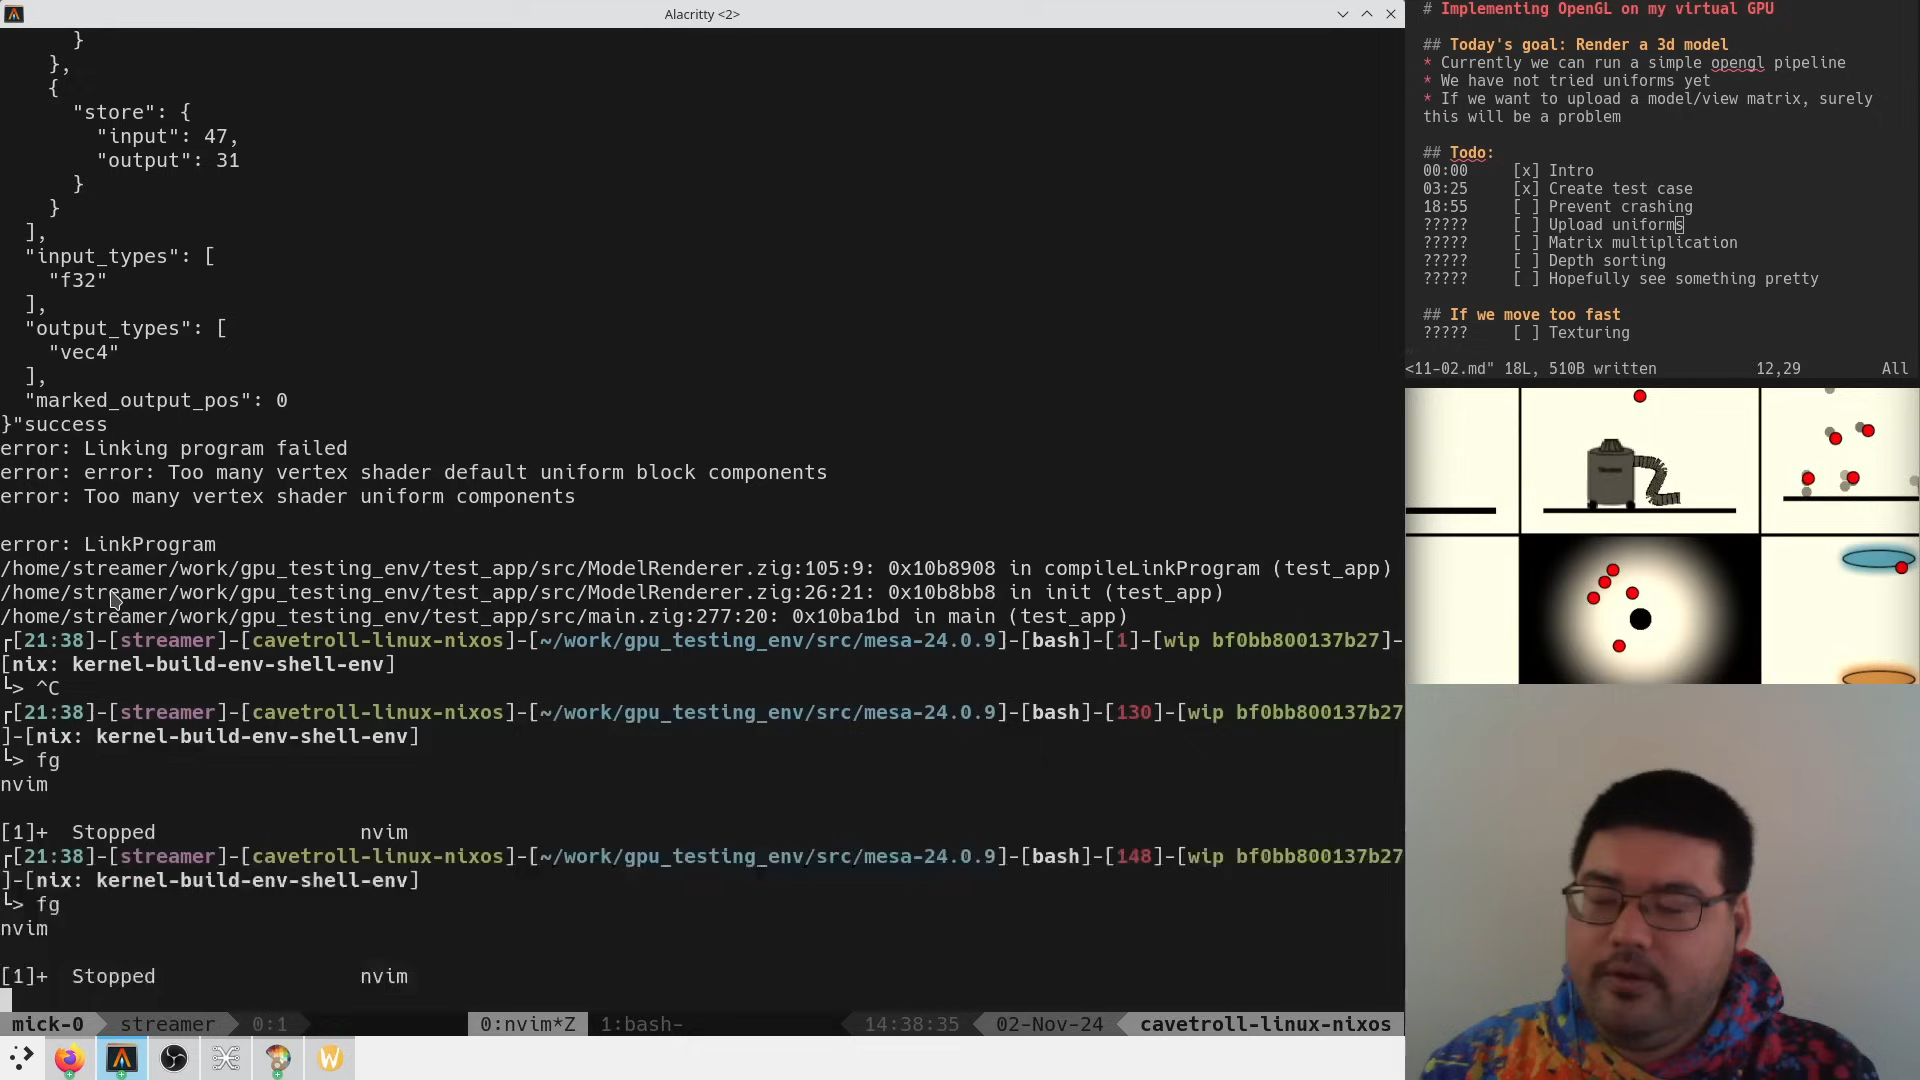 Alacritty <2>
}
},
{
"store": {
"input": 47,
"output": 31
}
}
],
"input_types": [
"f32"
],
"output_types": [
"vec4"
],
"marked_output_pos": 0
}"success
error: Linking program failed
error: error: Too many vertex shader default uniform block components
error: Too many vertex shader uniform components
error: LinkProgram
/home/streamer/work/gpu_testing_env/test_app/src/ModelRenderer.zig:105:9: 0x10b8908 in compileLinkProgram (test_app)
/home/streamer/work/gpu_testing_env/test_app/src/ModelRenderer.zig:26:21: 0x10b8bb8 in init (test_app)
/home/streamer/work/gpu_testing_env/test_app/src/main.zig:277:20: 0x10ba1bd in main (test_app)
┌[21:38]-[streamer]-[cavetroll-linux-nixos]-[~/work/gpu_testing_env/src/mesa-24.0.9]-[bash]-[1]-[wip bf0bb800137b27]-
[nix: kernel-build-env-shell-env]
└> ^C
┌[21:38]-[streamer]-[cavetroll-linux-nixos]-[~/work/gpu_testing_env/src/mesa-24.0.9]-[bash]-[130]-[wip bf0bb800137b27
]-[nix: kernel-build-env-shell-env]
└> fg
nvim
[1]+  Stopped                 nvim
┌[21:38]-[streamer]-[cavetroll-linux-nixos]-[~/work/gpu_testing_env/src/mesa-24.0.9]-[bash]-[148]-[wip bf0bb800137b27
]-[nix: kernel-build-env-shell-env]
└> fg
nvim
[1]+  Stopped                 nvim
mick-0 streamer 0:1 0:nvim*Z 1:bash- 14:38:35 02-Nov-24 cavetroll-linux-nixos
# Implementing OpenGL on my virtual GPU
## Today's goal: Render a 3d model
* Currently we can run a simple opengl pipeline
* We have not tried uniforms yet
* If we want to upload a model/view matrix, surely
this will be a problem
## Todo:
00:00 [x] Intro
03:25 [x] Create test case
18:55 [ ] Prevent crashing
????? [ ] Upload uniforms
????? [ ] Matrix multiplication
????? [ ] Depth sorting
????? [ ] Hopefully see something pretty
## If we move too fast
????? [ ] Texturing
<11-02.md" 18L, 510B written 12,29 All